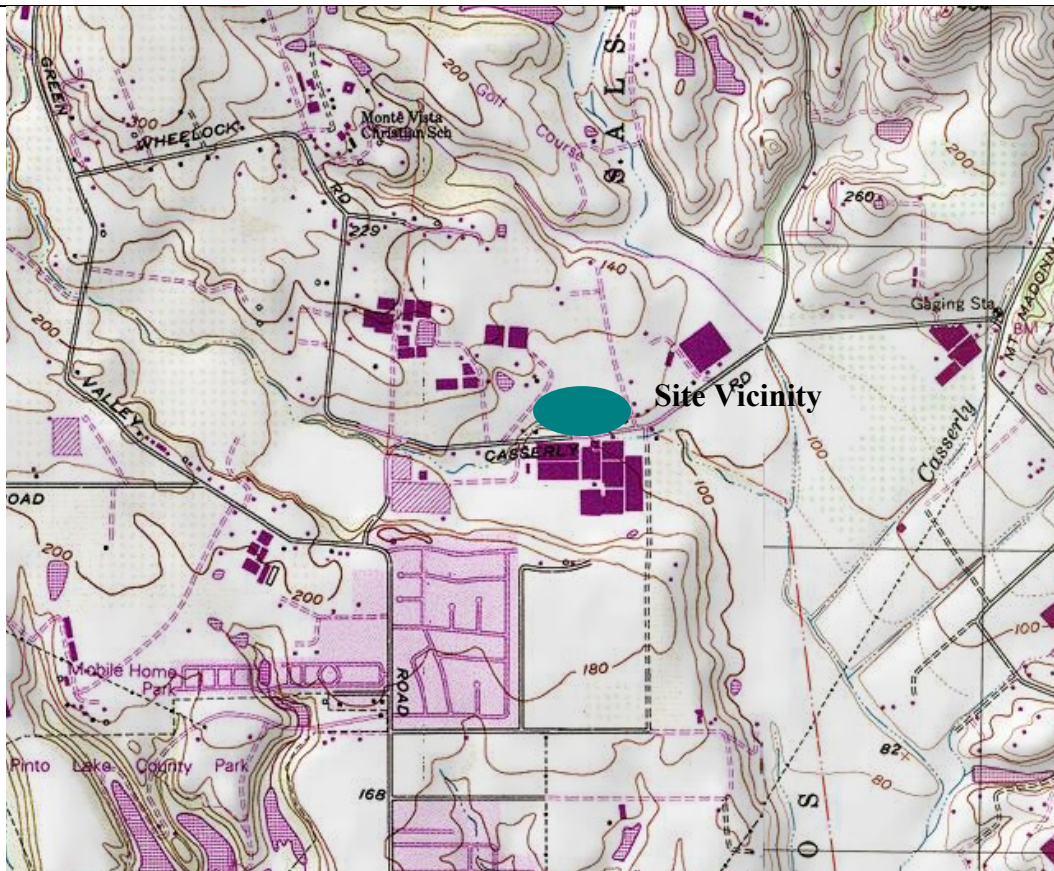 GREEN
200
Golf
Course
S A L S I
300
WHEELOCK
Monte Vista
Christian Sch
RD
229
200
260
140
Gaging Sta
MT MADONN
BM
200
VALLEY
Site Vicinity
RD
CASSERLY
100
100
Casserly
OAD
200
200
100
Mobile Home
Park
ROAD
180
82
80
Pinto Lake County Park
168
O S